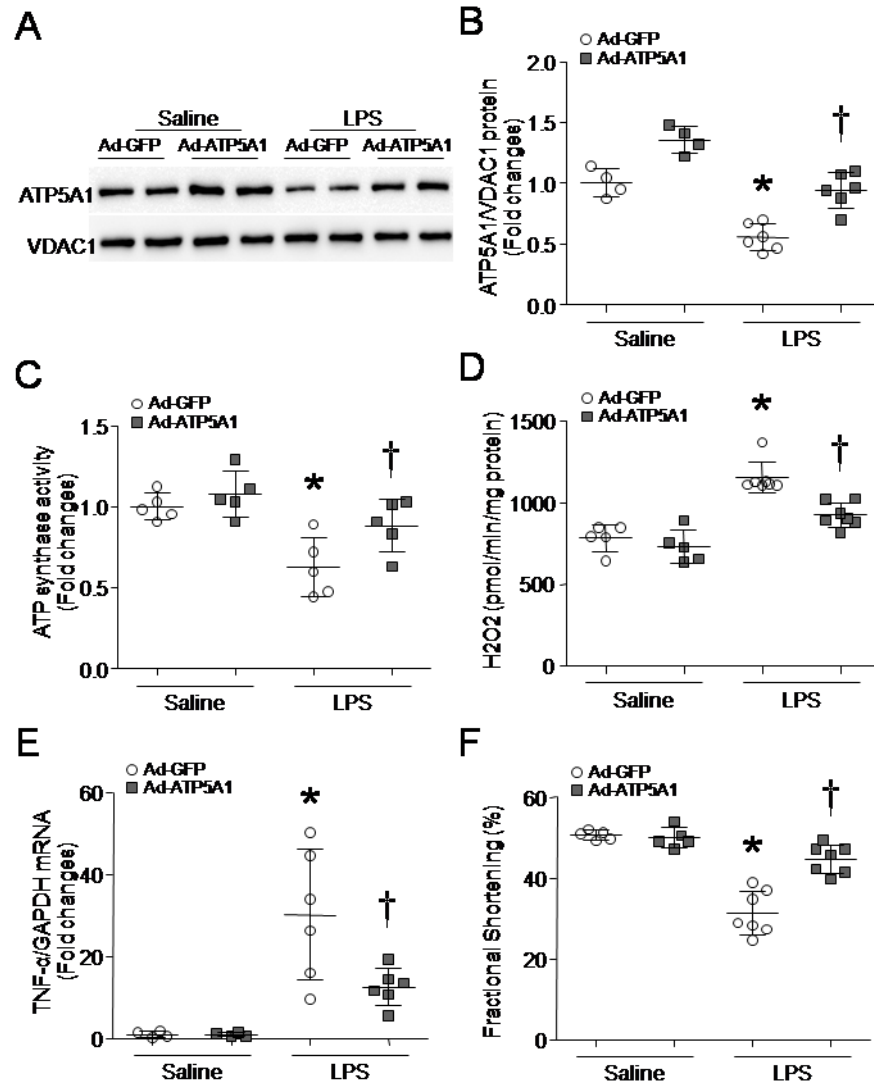 A
Saline LPS
Ad-GFP Ad-ATP5A1 Ad-GFP Ad-ATP5A1
ATP5A1
VDAC1
B
Ad-GFP
Ad-ATP5A1
ATP5A1/VDAC1 protein
(Fold changes)
2.0
1.5
1.0
0.5
0.0
*
†
Saline LPS
C
Ad-GFP
Ad-ATP5A1
ATP synthase activity
(Fold changes)
1.5
1.0
0.5
0.0
*
†
Saline LPS
D
Ad-GFP
Ad-ATP5A1
H2O2 (pmol/min/mg protein)
1500
1000
500
0
*
†
Saline LPS
E
Ad-GFP
Ad-ATP5A1
TNF-α/GAPDH mRNA
(Fold changes)
60
40
20
0
*
†
Saline LPS
F
Ad-GFP
Ad-ATP5A1
Fractional Shortening (%)
60
40
20
0
*
†
Saline LPS